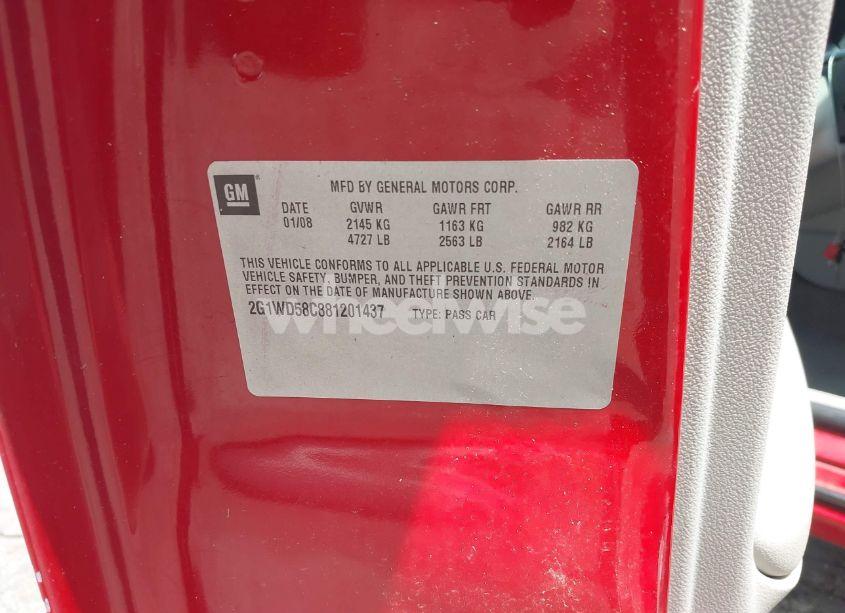 GM
MFD BY GENERAL MOTORS CORP.
DATE GVWR GAWR FRT GAWR RR
01/08 2145 KG 1163 KG 982 KG
4727 LB 2563 LB 2164 LB
THIS VEHICLE CONFORMS TO ALL APPLICABLE U.S. FEDERAL MOTOR
VEHICLE SAFETY, BUMPER, AND THEFT PREVENTION STANDARDS IN
EFFECT ON THE DATE OF MANUFACTURE SHOWN ABOVE.
2G1WD58C881201437 TYPE: PASS CAR
wheelwise